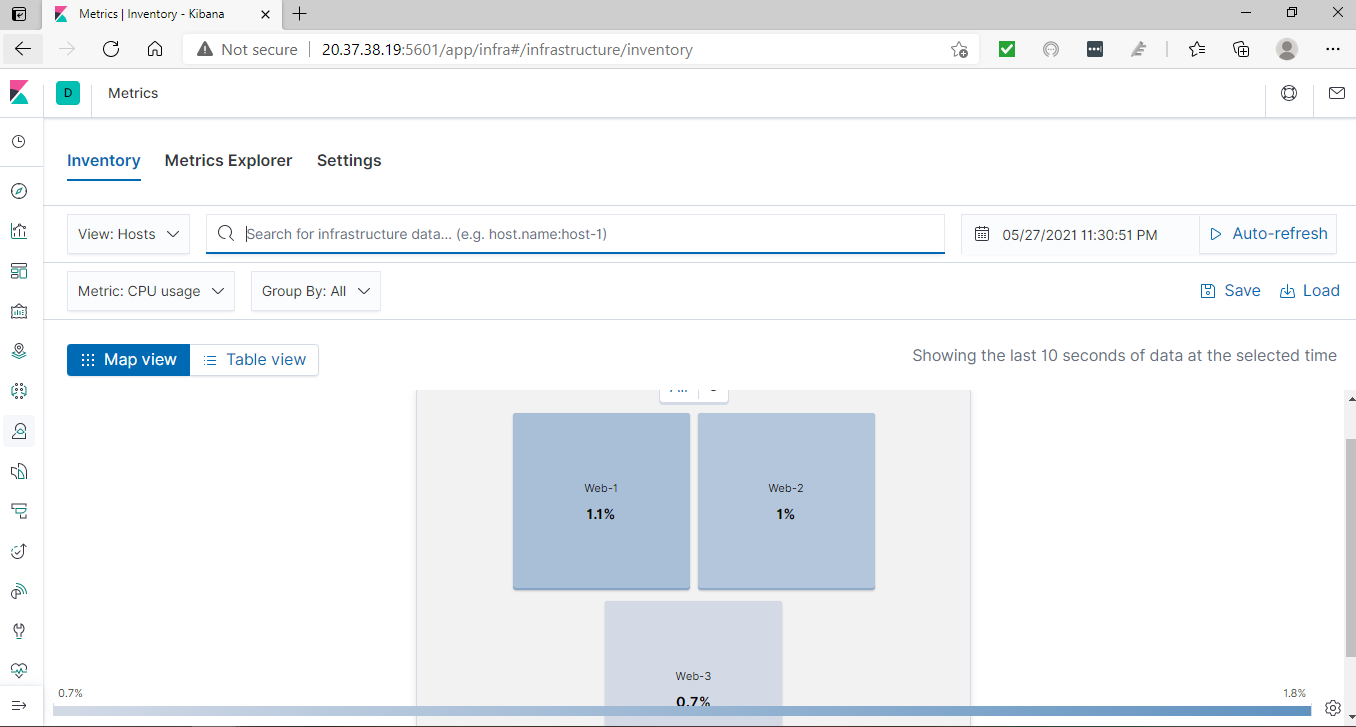 Metrics | Inventory - Kibana
Not secure 20.37.38.19:5601/app/infra#/infrastructure/inventory
D Metrics
Inventory Metrics Explorer Settings
View: Hosts Search for infrastructure data... (e.g. host.name:host-1) 05/27/2021 11:30:51 PM Auto-refresh
Metric: CPU usage Group By: All Save Load
Map view Table view Showing the last 10 seconds of data at the selected time
Web-1 Web-2
1.1% 1%
Web-3
0.7%
0.7% 1.8%